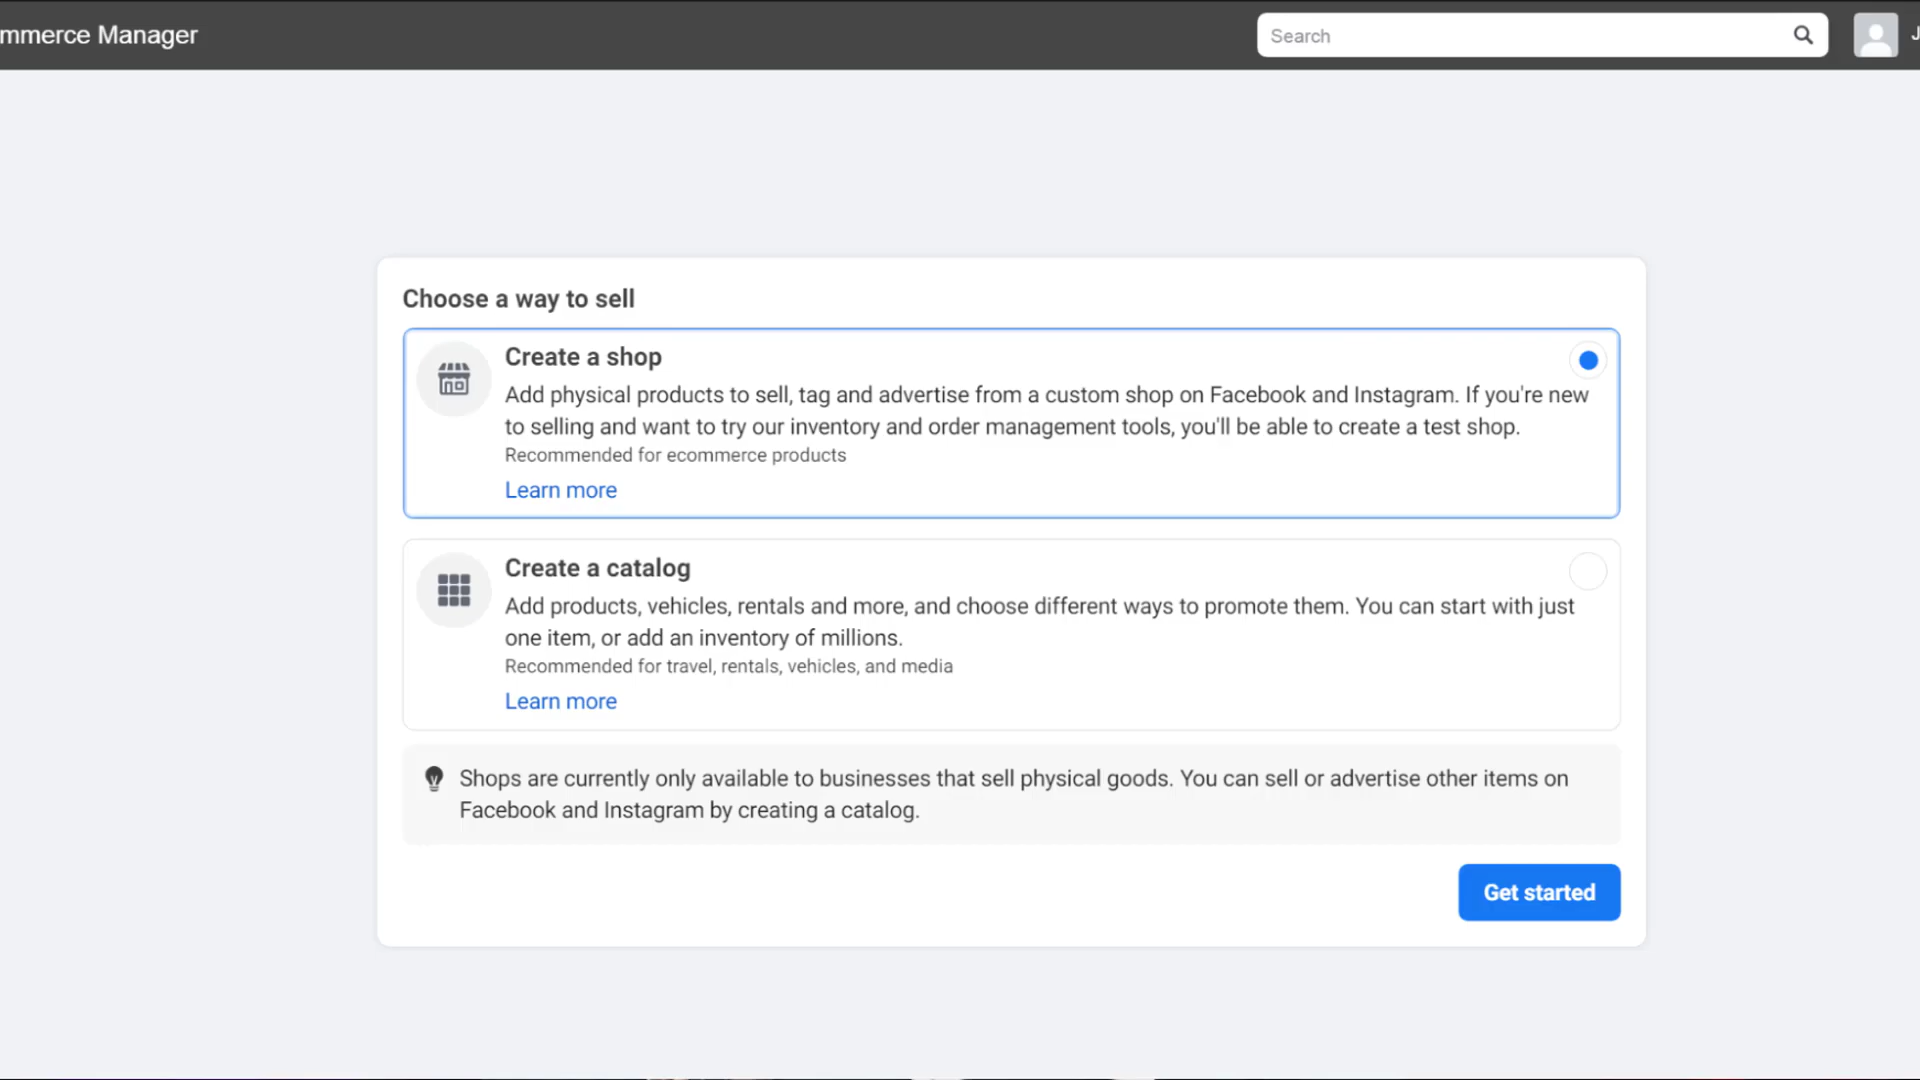 mmerce Manager
Search
J
Choose a way to sell
Create a shop
Add physical products to sell, tag and advertise from a custom shop on Facebook and Instagram. If you're new
to selling and want to try our inventory and order management tools, you'll be able to create a test shop.
Recommended for ecommerce products
Learn more
Create a catalog
Add products, vehicles, rentals and more, and choose different ways to promote them. You can start with just
one item, or add an inventory of millions.
Recommended for travel, rentals, vehicles, and media
Learn more
Shops are currently only available to businesses that sell physical goods. You can sell or advertise other items on
Facebook and Instagram by creating a catalog.
Get started